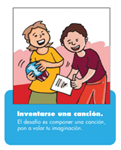 Inventarse una canción.
El desafío es componer una canción,
pon a volar tu imaginación.